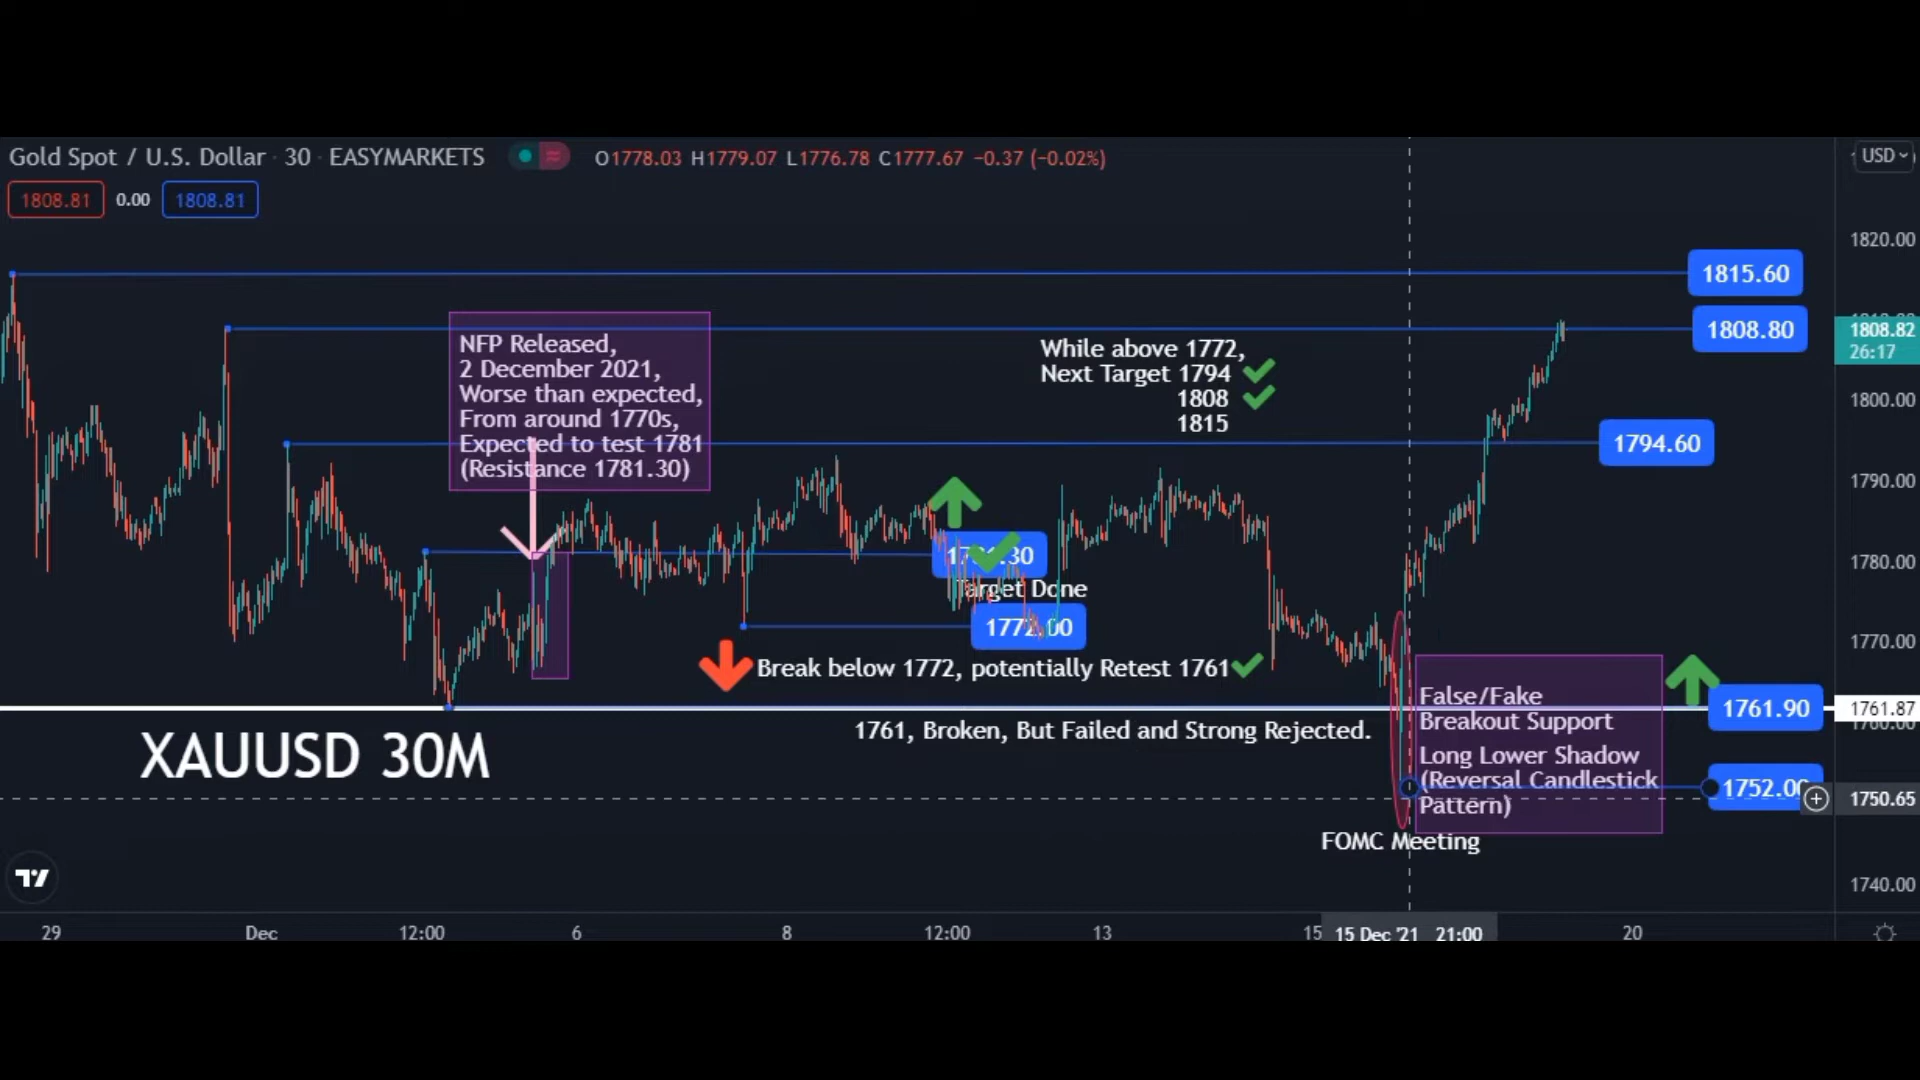 Gold Spot / U.S. Dollar · 30 · EASYMARKETS
O1778.03 H1779.07 L1776.78 C1777.67 −0.37 (−0.02%)
USD
1808.81 0.00 1808.81
1820.00
1815.60
1808.80
1808.82
26:17
NFP Released,
2 December 2021,
Worse than expected,
From around 1770s,
Expected to test 1781
(Resistance 1781.30)
While above 1772,
Next Target 1794
1808
1815
1800.00
1794.60
1790.00
1780.00
Target Done
1772.00
1770.00
Break below 1772, potentially Retest 1761
1761, Broken, But Failed and Strong Rejected.
False/Fake
Breakout Support
Long Lower Shadow
(Reversal Candlestick
Pattern)
1761.90
1761.87
1760.00
1752.00
1750.65
XAUUSD 30M
FOMC Meeting
1740.00
29 Dec 12:00 6 8 12:00 13 15 15 Dec '21 21:00 20